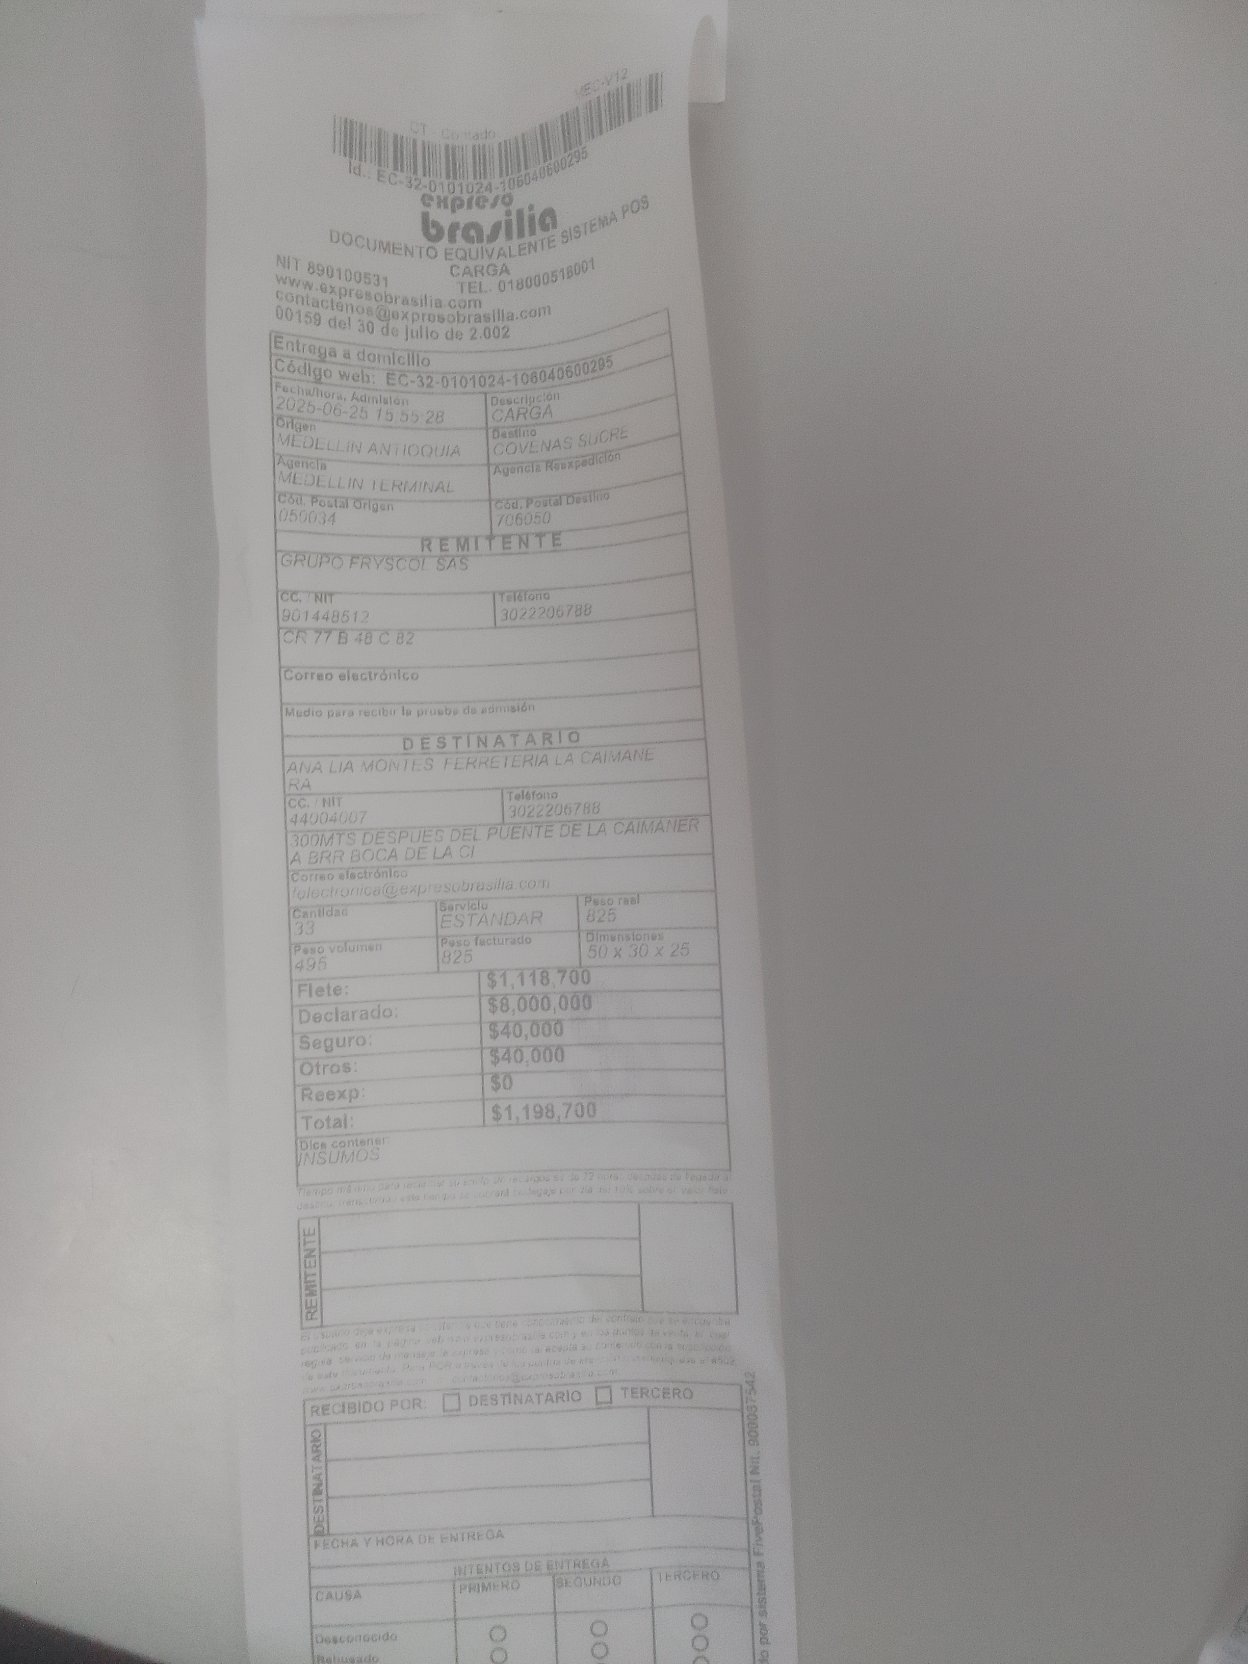 VEC-V12
CT - Contado
Id.: EC-32-0101024-106040600295
expreso
brasilia
DOCUMENTO EQUIVALENTE SISTEMA POS
CARGA
NIT 890100531 TEL. 018000518001
www.expresobrasilia.com
contactenos@expresobrasilia.com
00159 del 30 de julio de 2.002
Entrega a domicilio
Código web: EC-32-0101024-106040600295
Fecha/hora, Admisión Descripción
2025-06-25 15:55:28 CARGA
Origen Destino
MEDELLIN ANTIOQUIA COVENAS SUCRE
Agencia Agencia Reexpedición
MEDELLIN TERMINAL
Cód. Postal Origen Cód. Postal Destino
050034 706050
REMITENTE
GRUPO FRYSCOL SAS
CC. / NIT Teléfono
901448512 3022206788
CR 77 B 48 C 82
Correo electrónico
Medio para recibir la prueba de admisión
DESTINATARIO
ANA LIA MONTES FERRETERIA LA CAIMANE
RA
CC. / NIT Teléfono
44004007 3022206788
300MTS DESPUES DEL PUENTE DE LA CAIMANER
A BRR BOCA DE LA CI
Correo electrónico
felectronica@expresobrasilia.com
Cantidad Servicio Peso real
33 ESTANDAR 825
Peso volumen Peso facturado Dimensiones
495 825 50 x 30 x 25
Flete: $1,118,700
Declarado: $8,000,000
Seguro: $40,000
Otros: $40,000
Reexp: $0
Total: $1,198,700
Dice contener:
INSUMOS
REMITENTE
RECIBIDO POR: DESTINATARIO TERCERO
DESTINATARIO
FECHA Y HORA DE ENTREGA
INTENTOS DE ENTREGA
CAUSA PRIMERO SEGUNDO TERCERO
Desconocido
Rehusado
do por sistema FivePostal Nit. 900087542